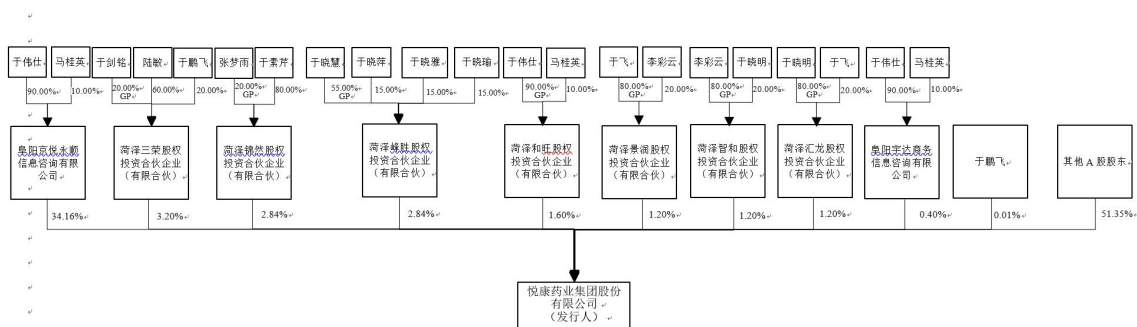 于伟仕 马桂英 于剑铭 陆敏 于鹏飞 张梦雨 于素芹 于晓慧 于晓萍 于晓雅 于晓瑜 于伟仕 马桂英 于飞 李彩云 李彩云 于晓明 于晓明 于飞 于伟仕 马桂英
90.00% 10.00% 20.00% 60.00% 20.00% 20.00% 80.00% 55.00% 15.00% 15.00% 15.00% 90.00% 10.00% 80.00% 20.00% 80.00% 20.00% 80.00% 20.00% 90.00% 10.00%
GP GP GP GP GP GP GP
阜阳京悦永顺
信息咨询有限
公司
菏泽三荣股权
投资合伙企业
（有限合伙）
菏泽锦然股权
投资合伙企业
（有限合伙）
菏泽峰胜股权
投资合伙企业
（有限合伙）
菏泽和旺股权
投资合伙企业
（有限合伙）
菏泽景润股权
投资合伙企业
（有限合伙）
菏泽智和股权
投资合伙企业
（有限合伙）
菏泽汇龙股权
投资合伙企业
（有限合伙）
阜阳宇达商务
信息咨询有限
公司
于鹏飞
其他 A 股股东
34.16% 3.20% 2.84% 2.84% 1.60% 1.20% 1.20% 1.20% 0.40% 0.01% 51.35%
悦康药业集团股份
有限公司
（发行人）